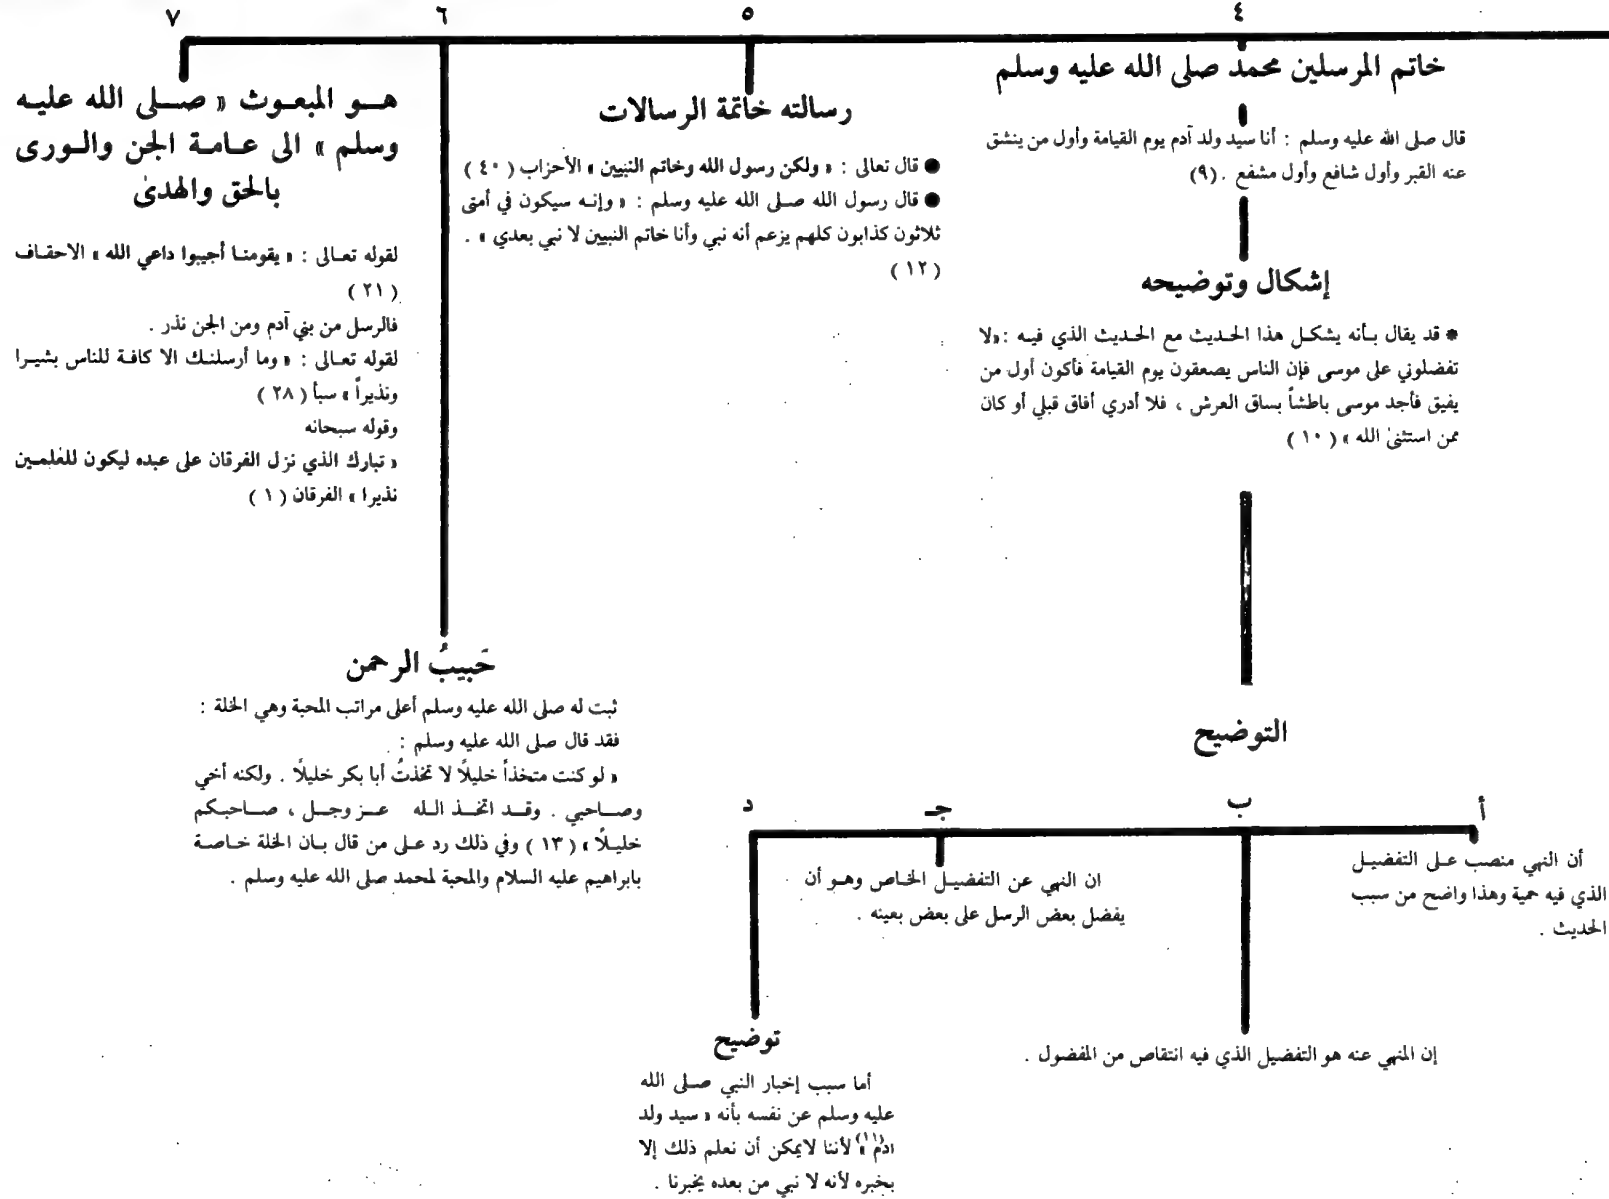 ٤
خاتم المرسلين محمد صلى الله عليه وسلم
قال صلى الله عليه وسلم : أنا سيد ولد آدم يوم القيامة وأول من ينشق
عنه القبر وأول شافع وأول مشفع . (٩)
إشكال وتوضيحه
* قد يقال بأنه يشكل هذا الحديث مع الحديث الذي فيه : «لا
تفضلوني على موسى فإن الناس يصعقون يوم القيامة فأكون أول من
يفيق فأجد موسى باطشاً بساق العرش ، فلا أدري أفاق قبلي أو كان
ممن استثنىٰ الله » ( ١٠ )
التوضيح
أ
أن النهي منصب على التفضيل
الذي فيه حمية وهذا واضح من سبب
الحديث .
ب
إن المنهي عنه هو التفضيل الذي فيه انتقاص من المفضول .
جـ
ان النهي عن التفضيل الخاص وهو أن
يفضل بعض الرسل على بعض بعينه .
د
توضيح
أما سبب إخبار النبي صلى الله
عليه وسلم عن نفسه بأنه « سيد ولد
ادم » (١١) لأننا لايمكن أن نعلم ذلك إلا
بخبره لأنه لا نبي من بعده يخبرنا .
٥
رسالته خاتمة الرسالات
● قال تعالى : « ولكن رسول الله وخاتم النبيين » الأحزاب ( ٤٠ )
● قال رسول الله صلى الله عليه وسلم : « وإنه سيكون في أمتى
ثلاثون كذابون كلهم يزعم أنه نبي وأنا خاتم النبيين لا نبي بعدي » .
( ١٢ )
٦
حَبيبُ الرحمن
ثبت له صلى الله عليه وسلم أعلى مراتب المحبة وهي الخلة :
فقد قال صلى الله عليه وسلم :
« لو كنت متخذاً خليلًا لا تخذتُ أبا بكر خليلًا . ولكنه أخي
وصاحبي . وقد اتخذ الله عز وجل ، صاحبكم
خليلًا » ( ١٣ ) وفي ذلك رد على من قال بان الخلة خاصة
بابراهيم عليه السلام والمحبة لمحمد صلى الله عليه وسلم .
٧
هو المبعوث « صلى الله عليه
وسلم » الى عامة الجن والورى
بالحق والهدىٰ
لقوله تعالى : « يقومنا أجيبوا داعي الله » الاحقاف
( ٢١ )
فالرسل من بني آدم ومن الجن نذر .
لقوله تعالى : « وما أرسلنك الا كافة للناس بشيرا
ونذيراً » سبأ ( ٢٨ )
وقوله سبحانه
« تبارك الذي نزل الفرقان على عبده ليكون للعٰلمين
نذيرا » الفرقان ( ١ )